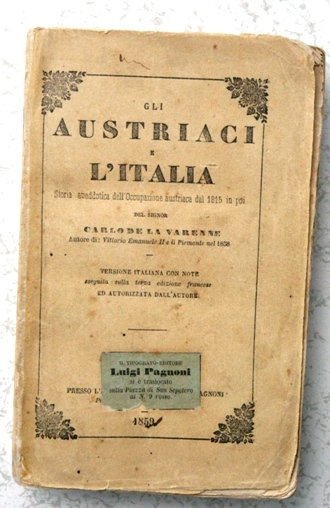 GLI
AUSTRIACI
E
L'ITALIA
Storia aneddotica dell'Occupazione austriaca dal 1815 in poi
DEL SIGNOR
CARLO DE LA VARENNE
Autore di: Vittorio Emanuele II e il Piemonte nel 1858
VERSIONE ITALIANA CON NOTE
eseguita sulla terza edizione francese
ED AUTORIZZATA DALL'AUTORE
IL TIPOGRAFO-EDITORE
Luigi Pagnoni
si è traslocato
sulla Piazza di San Sepolcro
al N. 9 rosso.
PRESSO L' PAGNONI
1859